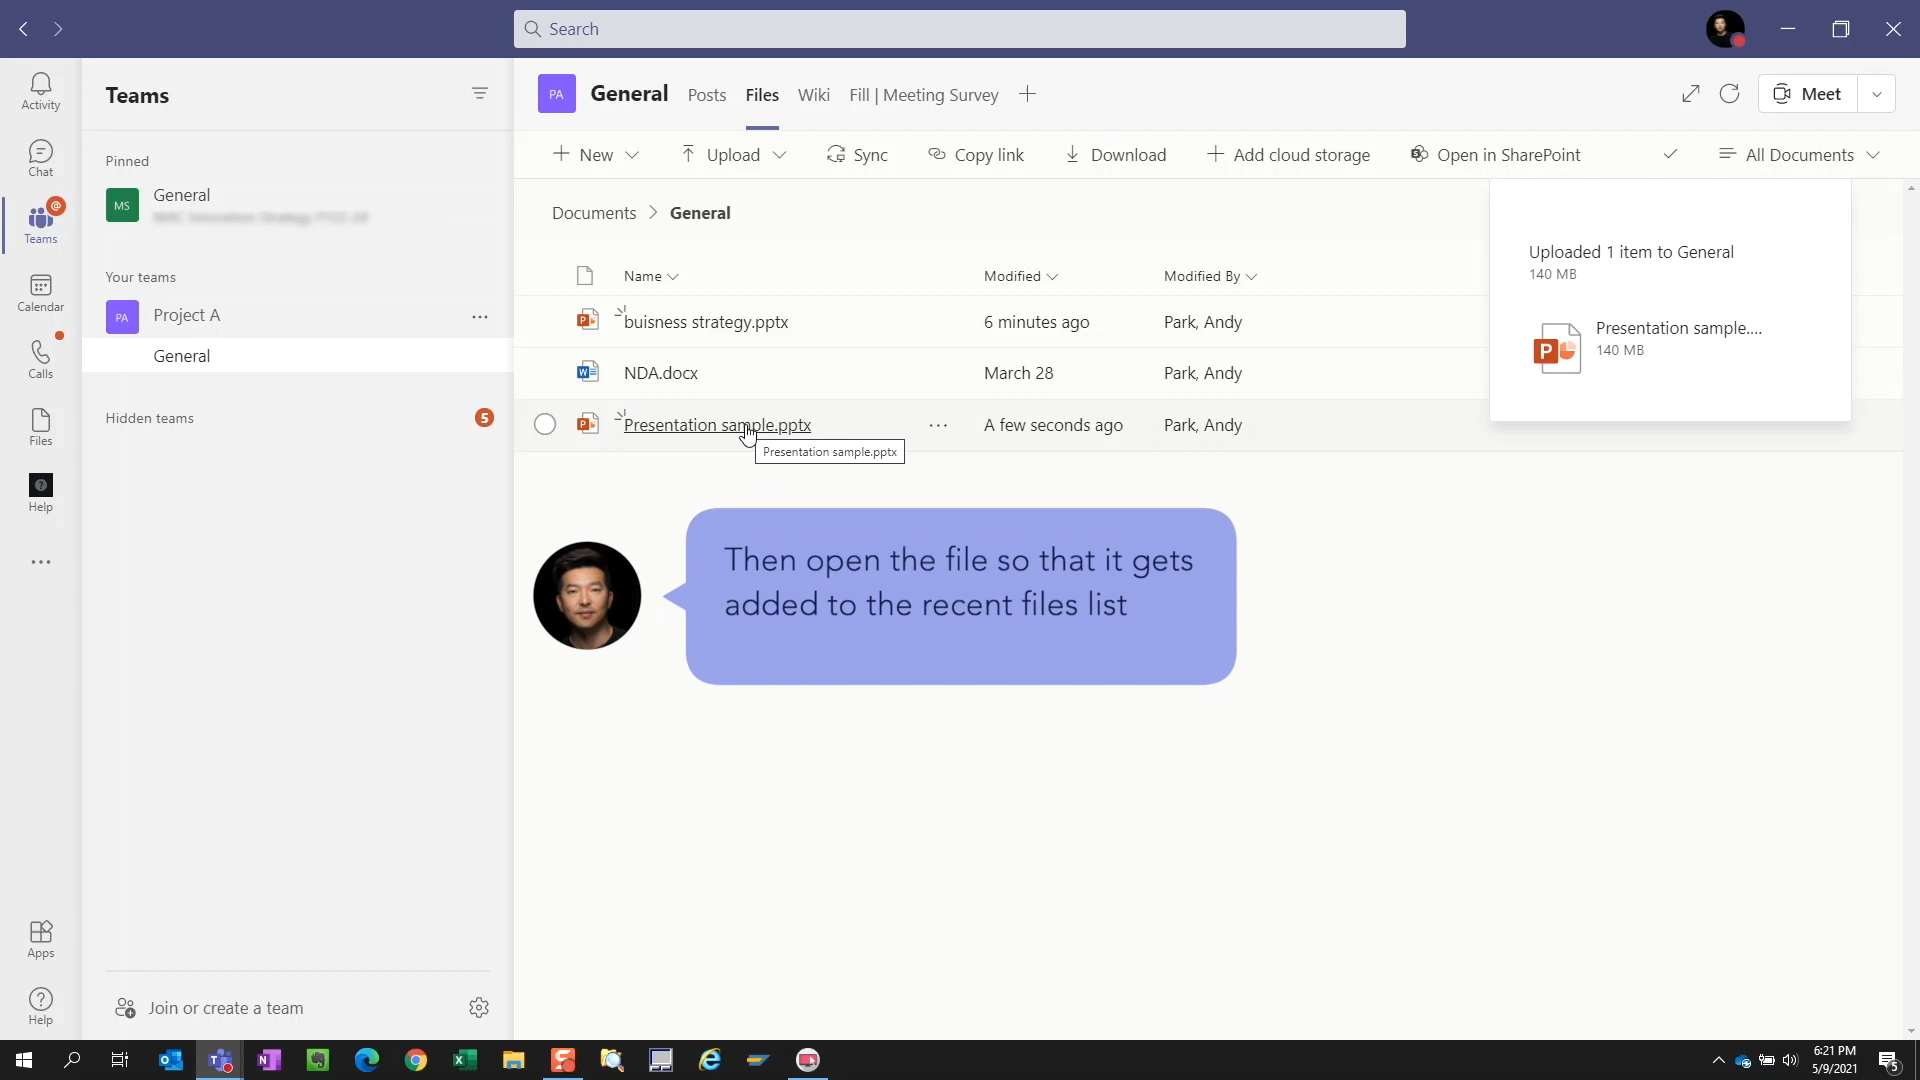 Search
Activity
Chat
@
Teams
Calendar
Calls
Files
Help
Apps
Help
Teams
Pinned
MS
General
Your teams
PA
Project A
General
Hidden teams
5
Join or create a team
PA
General
Posts
Files
Wiki
Fill | Meeting Survey
Meet
New
Upload
Sync
Copy link
Download
Add cloud storage
Open in SharePoint
All Documents
Documents > General
Name
Modified
Modified By
buisness strategy.pptx
6 minutes ago
Park, Andy
NDA.docx
March 28
Park, Andy
Presentation sample.pptx
A few seconds ago
Park, Andy
Presentation sample.pptx
Uploaded 1 item to General
140 MB
Presentation sample....
140 MB
Then open the file so that it gets
added to the recent files list
6:21 PM
5/9/2021
5